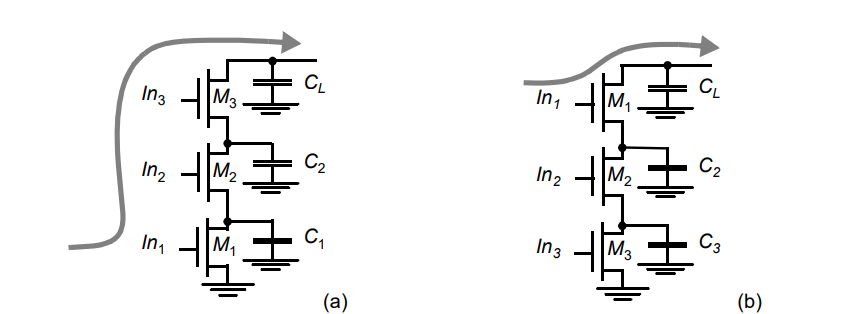 In3 M3 CL
In2 M2 C2
In1 M1 C1
(a)
In1 M1 CL
In2 M2 C2
In3 M3 C3
(b)